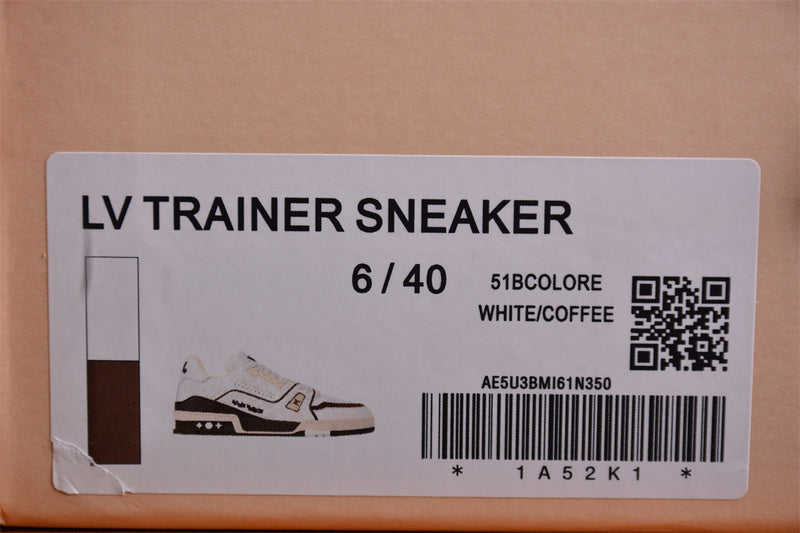 LV TRAINER SNEAKER
6 / 40
51BCOLORE
WHITE/COFFEE
AE5U3BMI61N350
* 1A52K1 *